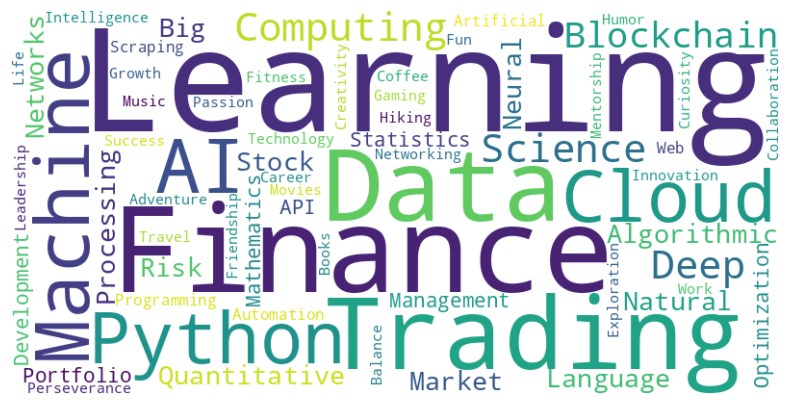 Intelligence
Big
Computing
Artificial
Humor
Scraping
Fun
Blockchain
Networks
Life
Growth
Learning
Fitness
Coffee
Creativity
Gaming
Neural
Mentorship
Curiosity
Collaboration
Music
Passion
Hiking
Machine
Success
AI
Technology
Statistics
Science
Web
Leadership
Processing
Stock
Networking
Data
Cloud
Innovation
Career
Movies
Adventure
API
Mathematics
Friendship
Finance
Travel
Books
Algorithmic
Development
Risk
Deep
Exploration
Work
Optimization
Programming
Automation
Management
Natural
Python
Trading
Balance
Portfolio
Perseverance
Quantitative
Market
Language